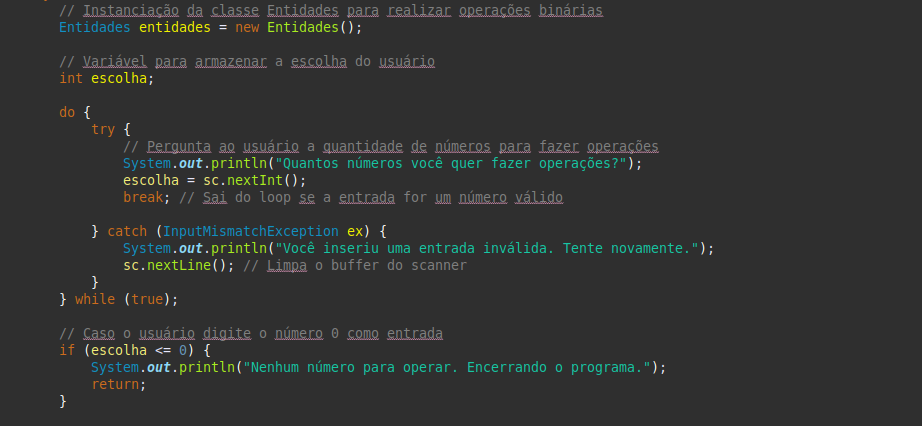 // Instanciação da classe Entidades para realizar operações binárias
Entidades entidades = new Entidades();
// Variável para armazenar a escolha do usuário
int escolha;
do {
try {
// Pergunta ao usuário a quantidade de números para fazer operações
System.out.println("Quantos números você quer fazer operações?");
escolha = sc.nextInt();
break; // Sai do loop se a entrada for um número válido
} catch (InputMismatchException ex) {
System.out.println("Você inseriu uma entrada inválida. Tente novamente.");
sc.nextLine(); // Limpa o buffer do scanner
}
} while (true);
// Caso o usuário digite o número 0 como entrada
if (escolha <= 0) {
System.out.println("Nenhum número para operar. Encerrando o programa.");
return;
}